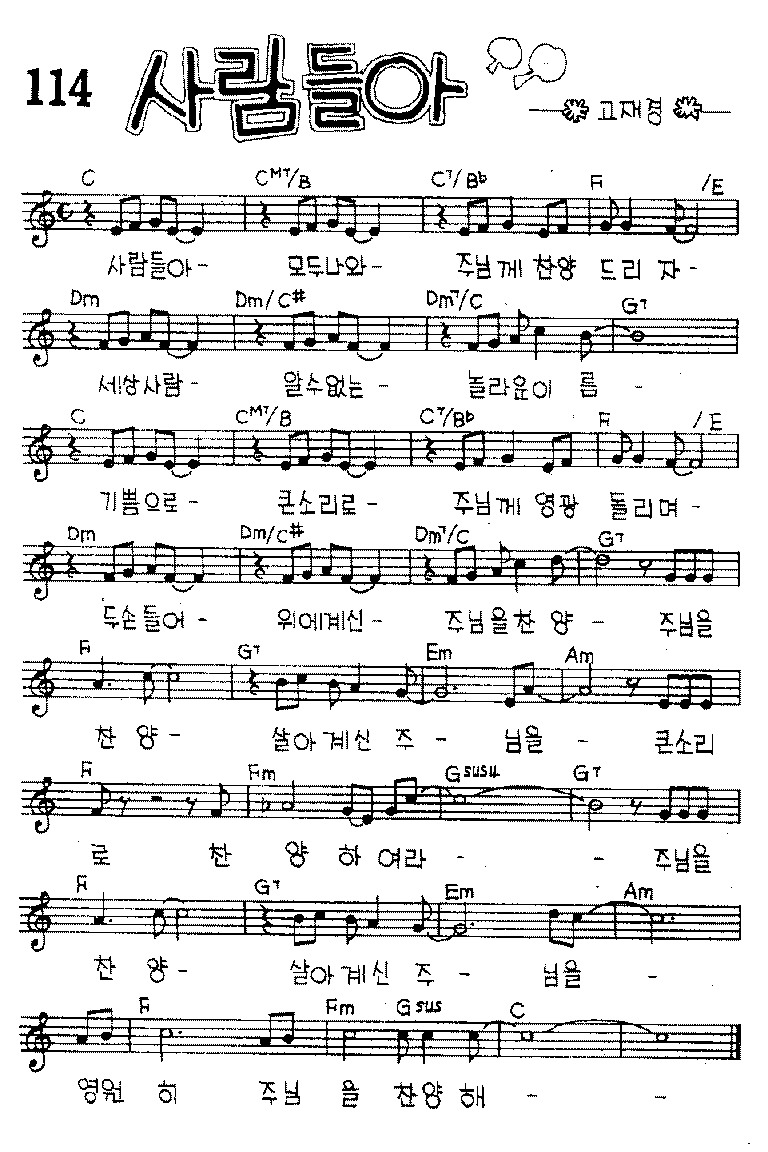 114
사람들아
고재경
C CM7/B C7/Bb F /E
사람들아- 모두나와- 주님께 찬양 드리 자-
Dm Dm/C# Dm7/C G7
세상사람- 알수없는- 놀라운이 름 -
C CM7/B C7/Bb F /E
기쁨으로- 큰소리로- 주님께 영광 돌리며-
Dm Dm/C# Dm7/C G7
두손들어- 위에계신- 주님을찬 양 - 주님을
F G7 Em Am
찬 양- 살아계신 주 - 님을 - 큰소리
F Fm Gsus4 G7
로 찬 양 하 여라 - - 주님을
F G7 Em Am
찬 양- 살아계신 주 - 님을 -
F Fm Gsus C
영원 히 주님 을 찬양 해 - -